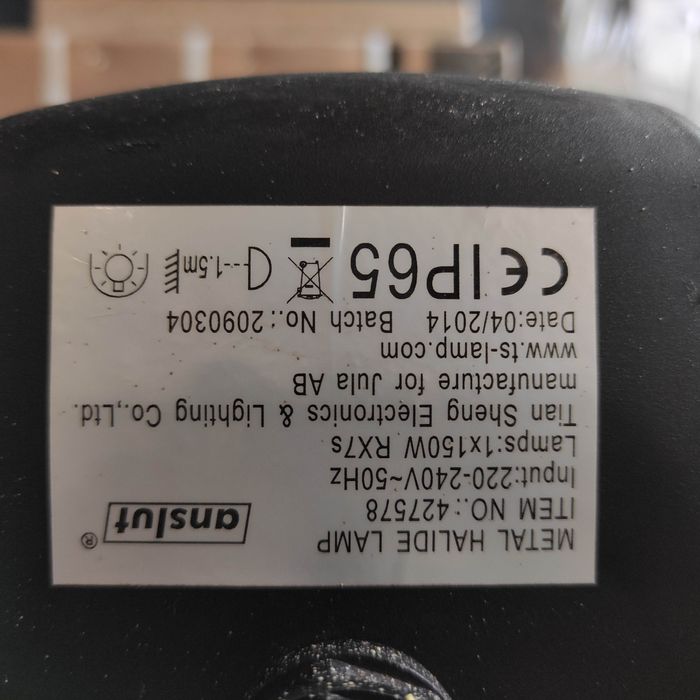 METAL HALIDE LAMP
ITEM NO.:427578
anslut®
Input:220-240V~50Hz
Lamps:1x150W RX7s
Tian Sheng Electronics & Lighting Co.,Ltd.
manufacture for Jula AB
www.ts-lamp.com
Date:04/2014 Batch No.:2090304
CE IP65 1.5m